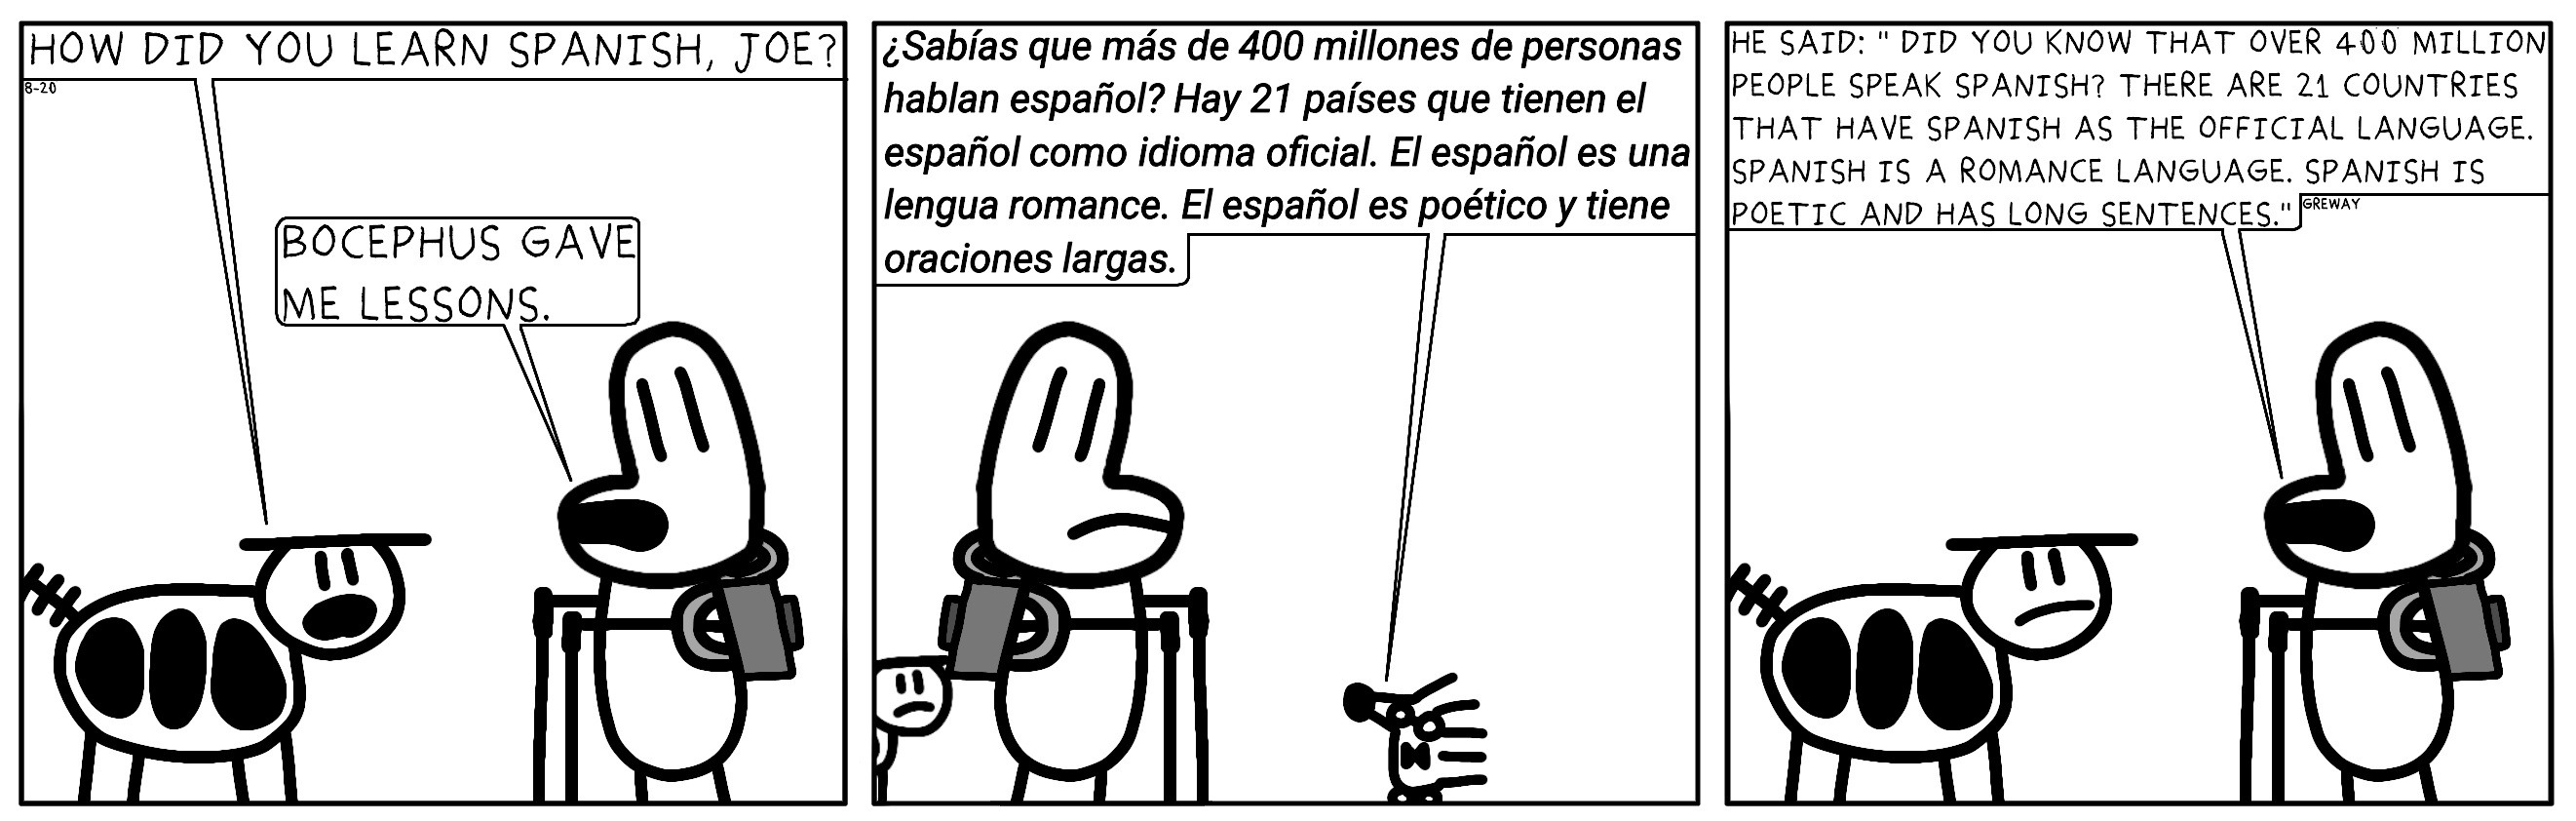 HOW DID YOU LEARN SPANISH, JOE?
8-20
BOCEPHUS GAVE
ME LESSONS.
¿Sabías que más de 400 millones de personas
hablan español? Hay 21 países que tienen el
español como idioma oficial. El español es una
lengua romance. El español es poético y tiene
oraciones largas.
HE SAID: " DID YOU KNOW THAT OVER 400 MILLION
PEOPLE SPEAK SPANISH? THERE ARE 21 COUNTRIES
THAT HAVE SPANISH AS THE OFFICIAL LANGUAGE.
SPANISH IS A ROMANCE LANGUAGE. SPANISH IS
POETIC AND HAS LONG SENTENCES."
GREWAY